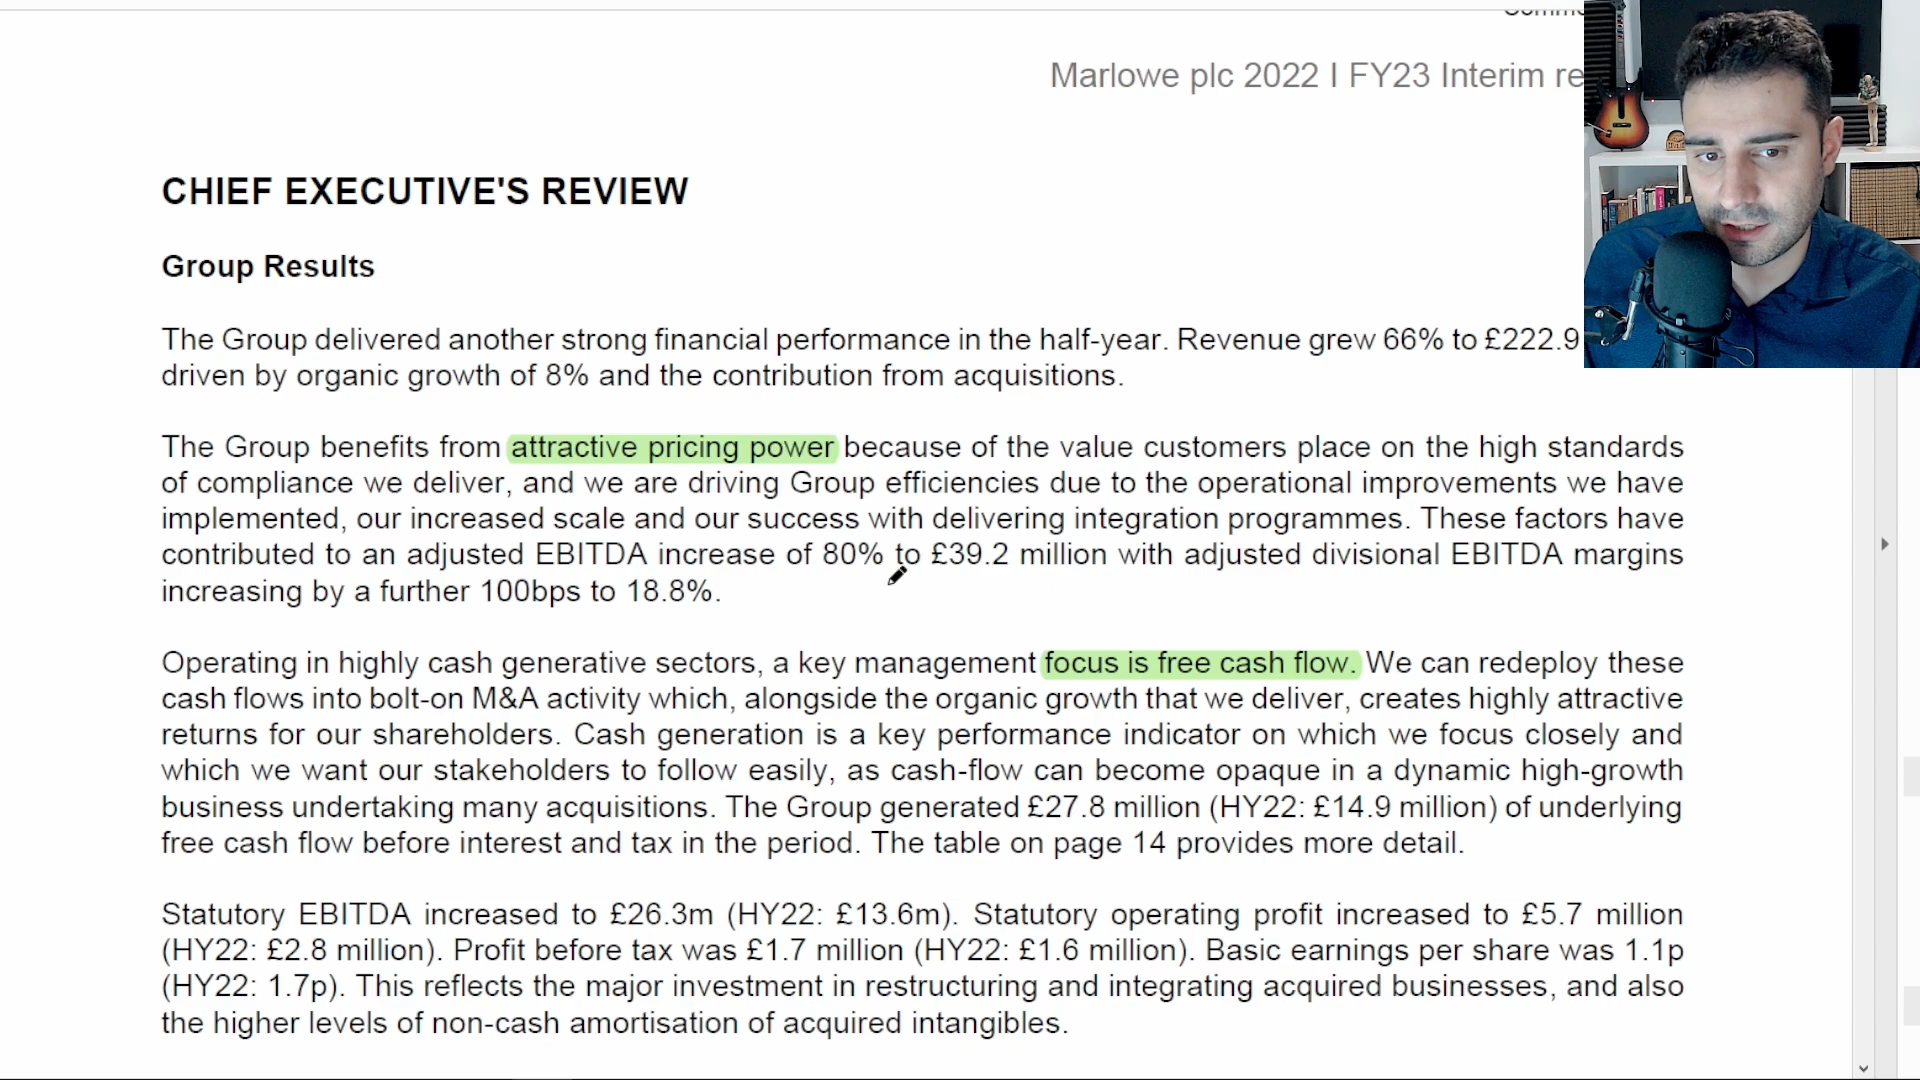 Marlowe plc 2022 I FY23 Interim
CHIEF EXECUTIVE'S REVIEW
Group Results
The Group delivered another strong financial performance in the half-year. Revenue grew 66% to £222.9
driven by organic growth of 8% and the contribution from acquisitions.
The Group benefits from attractive pricing power because of the value customers place on the high standards
of compliance we deliver, and we are driving Group efficiencies due to the operational improvements we have
implemented, our increased scale and our success with delivering integration programmes. These factors have
contributed to an adjusted EBITDA increase of 80% to £39.2 million with adjusted divisional EBITDA margins
increasing by a further 100bps to 18.8%.
Operating in highly cash generative sectors, a key management focus is free cash flow. We can redeploy these
cash flows into bolt-on M&A activity which, alongside the organic growth that we deliver, creates highly attractive
returns for our shareholders. Cash generation is a key performance indicator on which we focus closely and
which we want our stakeholders to follow easily, as cash-flow can become opaque in a dynamic high-growth
business undertaking many acquisitions. The Group generated £27.8 million (HY22: £14.9 million) of underlying
free cash flow before interest and tax in the period. The table on page 14 provides more detail.
Statutory EBITDA increased to £26.3m (HY22: £13.6m). Statutory operating profit increased to £5.7 million
(HY22: £2.8 million). Profit before tax was £1.7 million (HY22: £1.6 million). Basic earnings per share was 1.1p
(HY22: 1.7p). This reflects the major investment in restructuring and integrating acquired businesses, and also
the higher levels of non-cash amortisation of acquired intangibles.